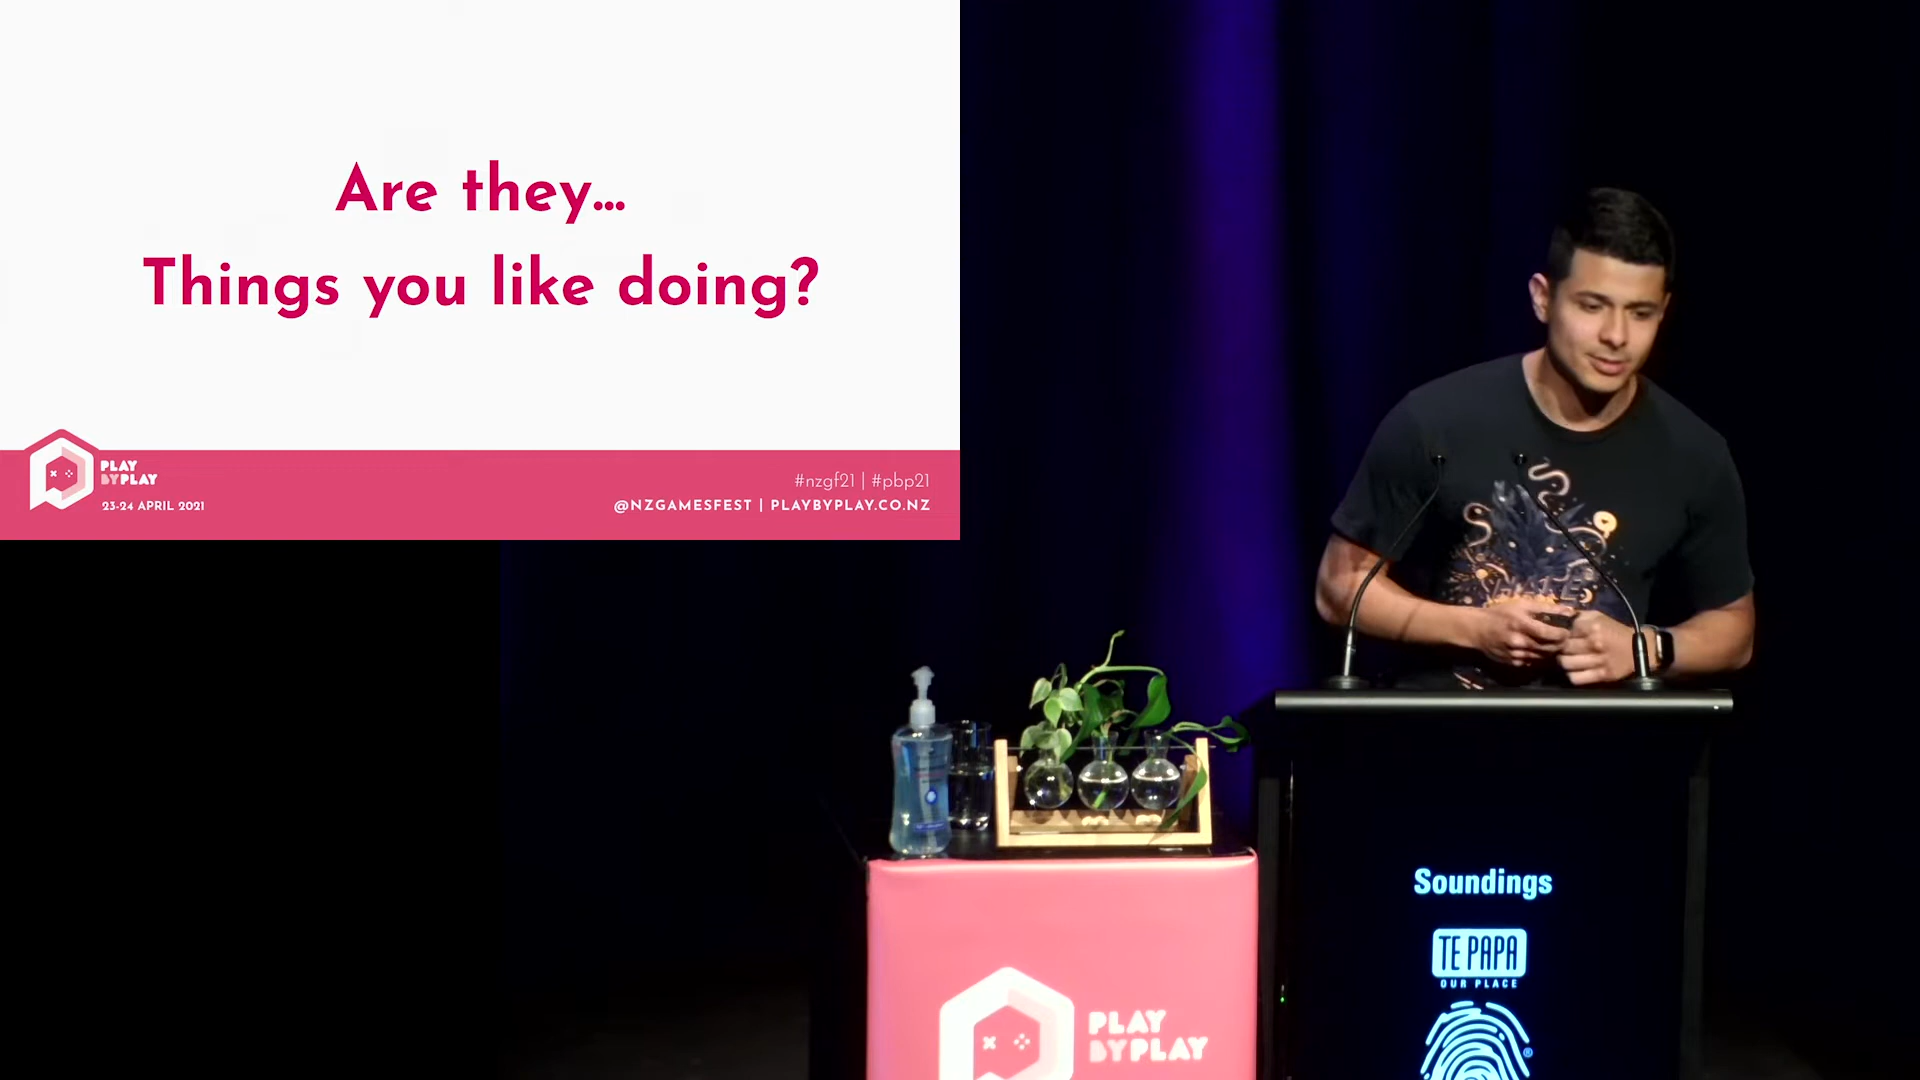 Are they...
Things you like doing?
PLAY
BYPLAY
23-24 APRIL 2021
#nzgf21 | #pbp21
@NZGAMESFEST | PLAYBYPLAY.CO.NZ
PLAY
BYPLAY
Soundings
TE PAPA
OUR PLACE
®